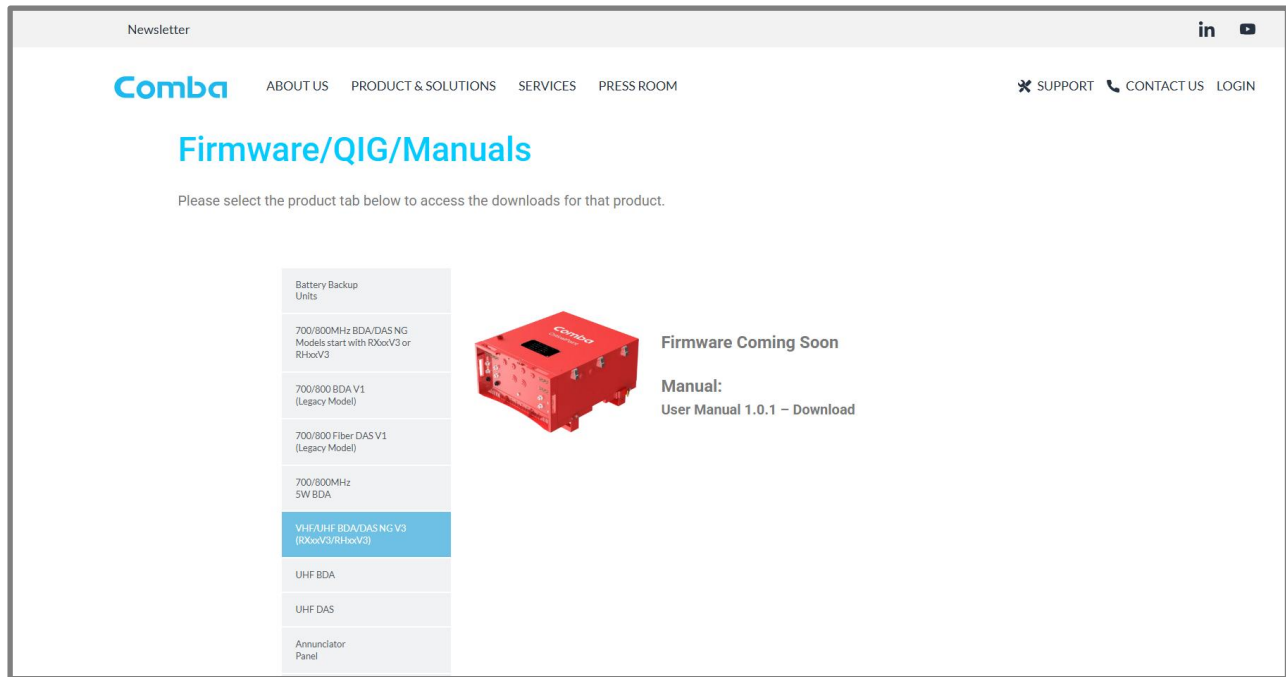 Newsletter
in
Comba
ABOUT US PRODUCT & SOLUTIONS SERVICES PRESS ROOM
SUPPORT CONTACT US LOGIN
Firmware/QIG/Manuals
Please select the product tab below to access the downloads for that product.
Battery Backup
Units
700/800MHz BDA/DAS NG
Models start with RXxxV3 or
RHxxV3
700/800 BDA V1
(Legacy Model)
700/800 Fiber DAS V1
(Legacy Model)
700/800MHz
5W BDA
VHF/UHF BDA/DAS NG V3
(RXxxV3/RHxxV3)
UHF BDA
UHF DAS
Annunciator
Panel
Comba
Firmware Coming Soon
Manual:
User Manual 1.0.1 – Download